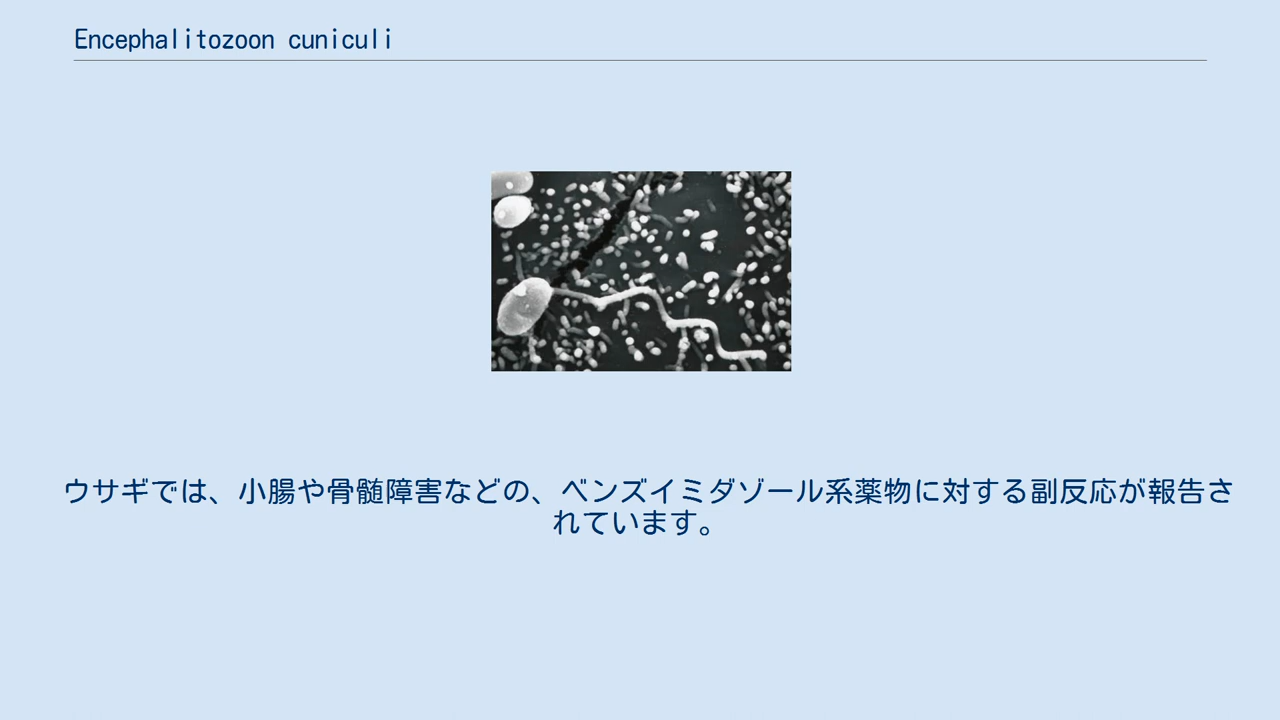 Encephalitozoon cuniculi
ウサギでは、小腸や骨髄障害などの、ベンズイミダゾール系薬物に対する副反応が報告さ
れています。